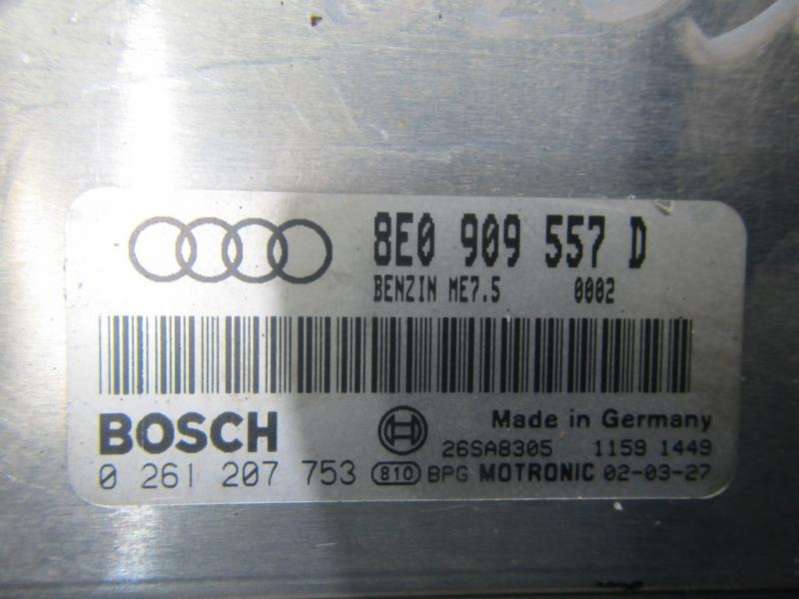 8E0 909 557 D
BENZIN ME7.5 0002
BOSCH Made in Germany
26SA8305 1159 1449
0 261 207 753 810 BPG MOTRONIC 02-03-27